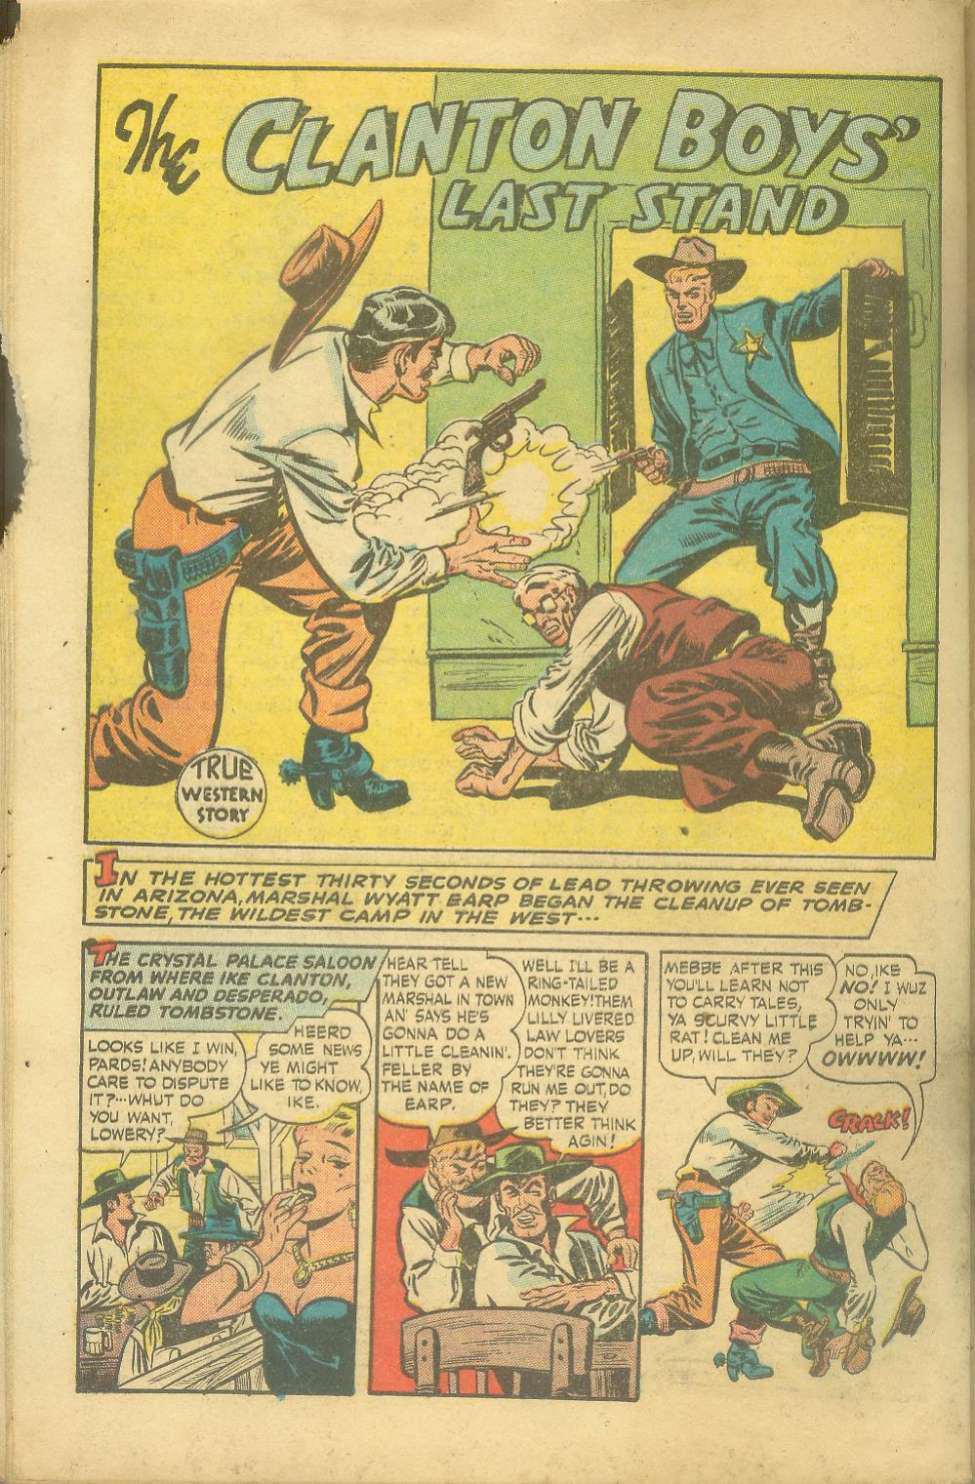 The CLANTON BOYS'
LAST STAND
TRUE
WESTERN
STORY
IN THE HOTTEST THIRTY SECONDS OF LEAD THROWING EVER SEEN
IN ARIZONA, MARSHAL WYATT EARP BEGAN THE CLEANUP OF TOMB-
STONE, THE WILDEST CAMP IN THE WEST...
THE CRYSTAL PALACE SALOON
FROM WHERE IKE CLANTON,
OUTLAW AND DESPERADO,
RULED TOMBSTONE.
LOOKS LIKE I WIN,
PARDS! ANYBODY
CARE TO DISPUTE
IT?... WHUT DO
YOU WANT,
LOWERY?
HEERD
SOME NEWS
YE MIGHT
LIKE TO KNOW,
IKE.
HEAR TELL
THEY GOT A NEW
MARSHAL IN TOWN
AN' SAYS HE'S
GONNA DO A
LITTLE CLEANIN'.
FELLER BY
THE NAME OF
EARP.
WELL I'LL BE A
RING-TAILED
MONKEY! THEM
LILLY LIVERED
LAW LOVERS
DON'T THINK
THEY'RE GONNA
RUN ME OUT, DO
THEY? THEY
BETTER THINK
AGIN!
MEBBE AFTER THIS
YOU'LL LEARN NOT
TO CARRY TALES,
YA SCURVY LITTLE
RAT! CLEAN ME
UP, WILL THEY?
NO, IKE
NO! I WUZ
ONLY
TRYIN' TO
HELP YA...
OWWWW!
CRACK!